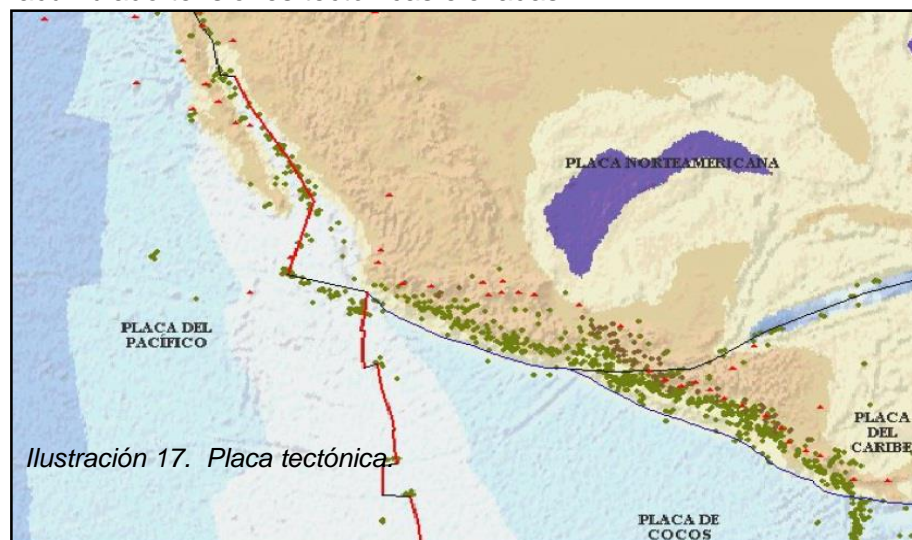 PLACA NORTEAMERICANA
PLACA DEL
PACÍFICO
PLACA
DEL
CARIBE
Ilustración 17. Placa tectónica.
PLACA DE
COCOS